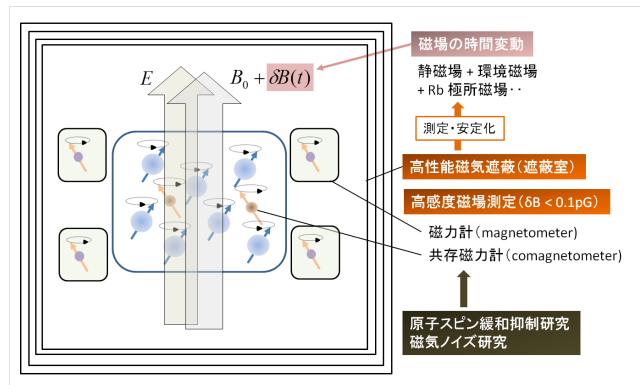 E
B₀ + δB(t)
磁場の時間変動
静磁場 + 環境磁場
+ Rb 極所磁場‥
測定・安定化
高性能磁気遮蔽(遮蔽室)
高感度磁場測定(δB < 0.1pG)
磁力計(magnetometer)
共存磁力計(comagnetometer)
原子スピン緩和抑制研究
磁気ノイズ研究